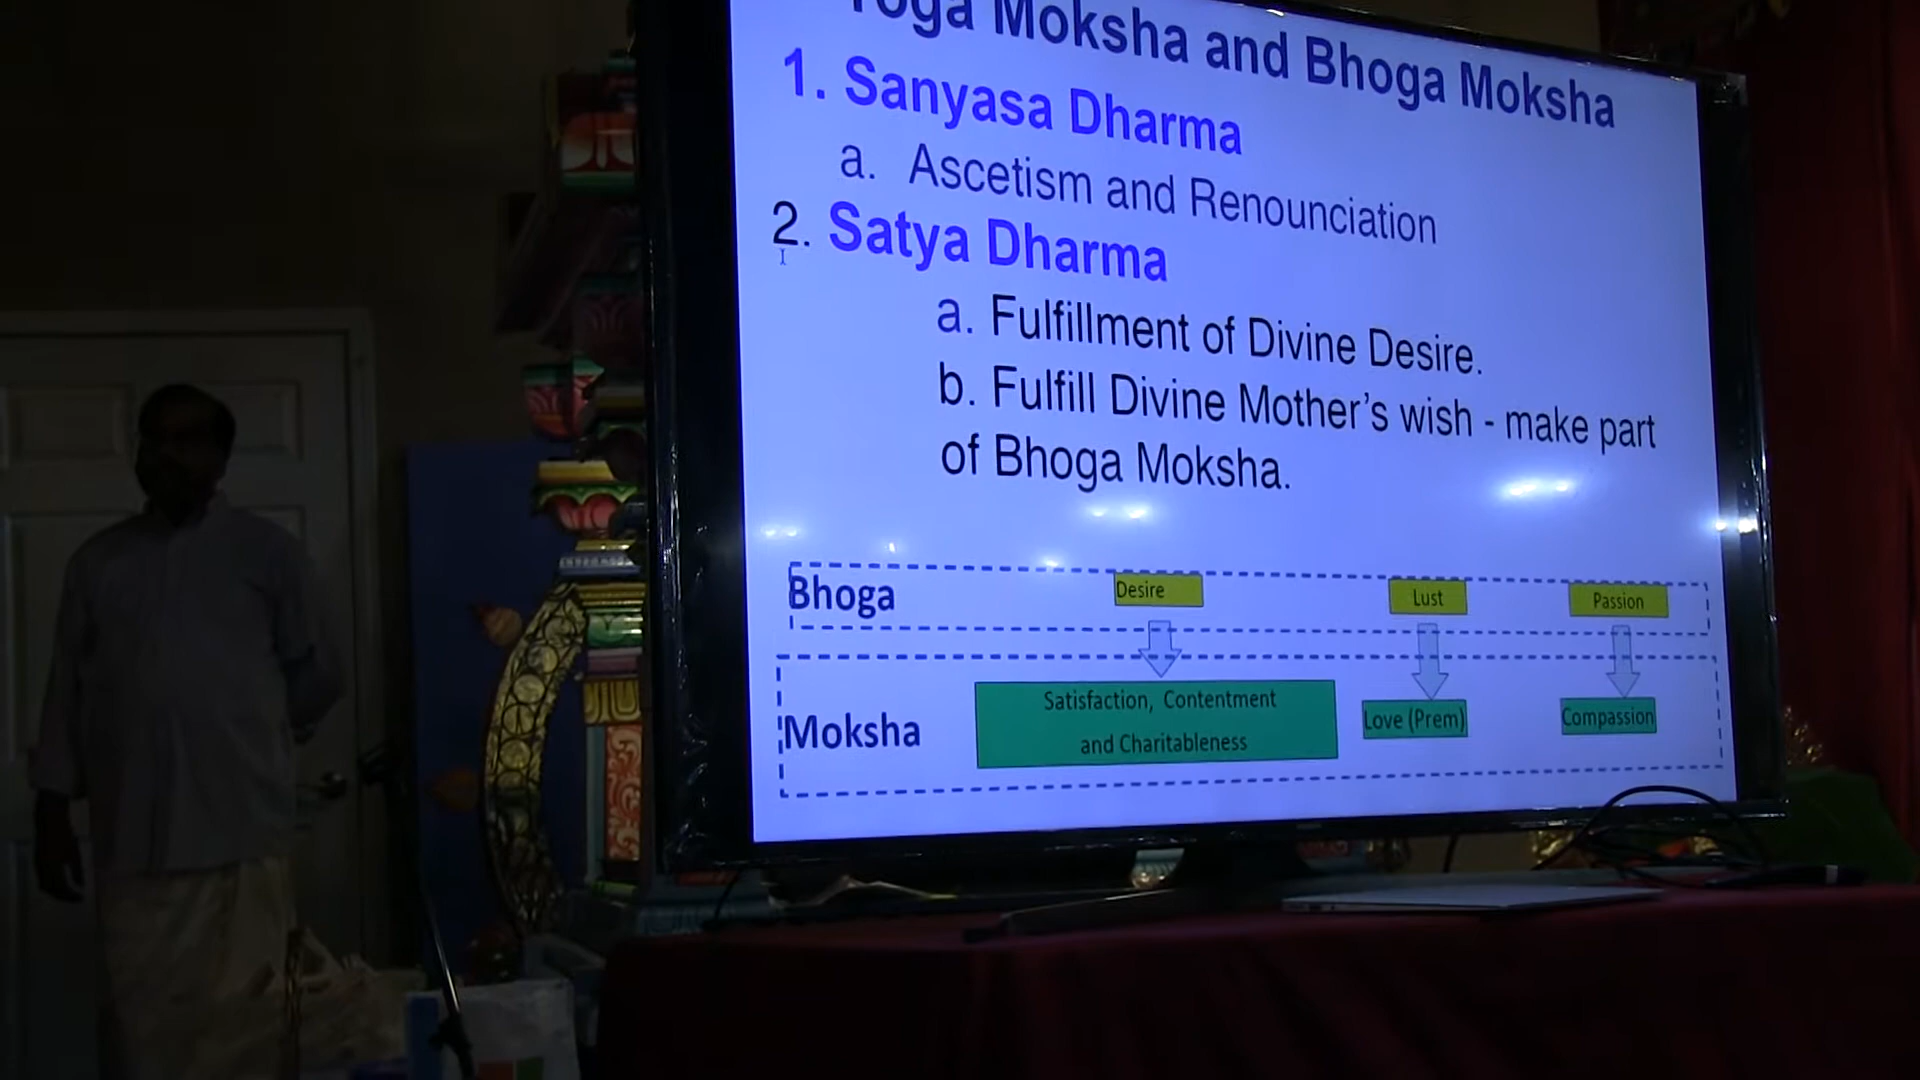 Yoga Moksha and Bhoga Moksha
1. Sanyasa Dharma
a. Ascetism and Renounciation
2. Satya Dharma
a. Fulfillment of Divine Desire.
b. Fulfill Divine Mother's wish - make part
of Bhoga Moksha.
Bhoga
Desire
Lust
Passion
Moksha
Satisfaction, Contentment
and Charitableness
Love (Prem)
Compassion